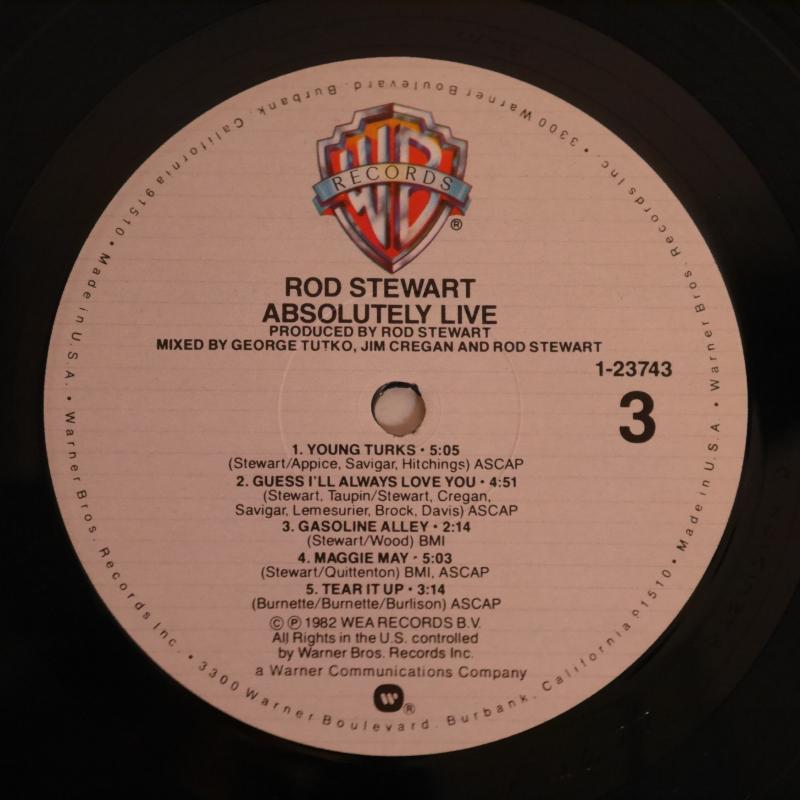 WB
RECORDS
®
ROD STEWART
ABSOLUTELY LIVE
PRODUCED BY ROD STEWART
MIXED BY GEORGE TUTKO, JIM CREGAN AND ROD STEWART
1-23743
3
1. YOUNG TURKS · 5:05
(Stewart/Appice, Savigar, Hitchings) ASCAP
2. GUESS I'LL ALWAYS LOVE YOU · 4:51
(Stewart, Taupin/Stewart, Cregan,
Savigar, Lemesurier, Brock, Davis) ASCAP
3. GASOLINE ALLEY · 2:14
(Stewart/Wood) BMI
4. MAGGIE MAY · 5:03
(Stewart/Quittenton) BMI, ASCAP
5. TEAR IT UP · 3:14
(Burnette/Burnette/Burlison) ASCAP
© ℗ 1982 WEA RECORDS B.V.
All Rights in the U.S. controlled
by Warner Bros. Records Inc.
a Warner Communications Company
®
Warner Bros. Records Inc. • 3300 Warner Boulevard. Burbank. California 91510 • Made in U.S.A. • Warner Bros. Records Inc. • 3300 Warner Boulevard. Burbank. California 91510 • Made in U.S.A. •